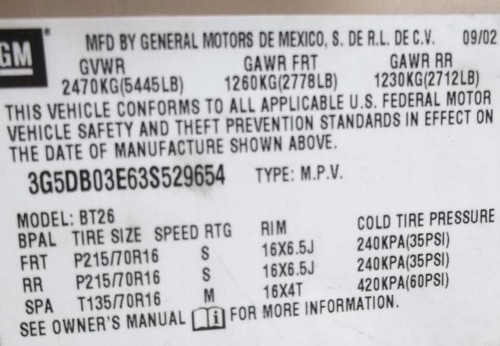 GM
MFD BY GENERAL MOTORS DE MEXICO, S. DE R.L. DE C.V. 09/02
GVWR GAWR FRT GAWR RR
2470KG(5445LB) 1260KG(2778LB) 1230KG(2712LB)
THIS VEHICLE CONFORMS TO ALL APPLICABLE U.S. FEDERAL MOTOR
VEHICLE SAFETY AND THEFT PREVENTION STANDARDS IN EFFECT ON
THE DATE OF MANUFACTURE SHOWN ABOVE.
3G5DB03E63S529654 TYPE: M.P.V.
MODEL: BT26
BPAL TIRE SIZE SPEED RTG RIM COLD TIRE PRESSURE
FRT P215/70R16 S 16X6.5J 240KPA(35PSI)
RR P215/70R16 S 16X6.5J 240KPA(35PSI)
SPA T135/70R16 M 16X4T 420KPA(60PSI)
SEE OWNER'S MANUAL i FOR MORE INFORMATION.